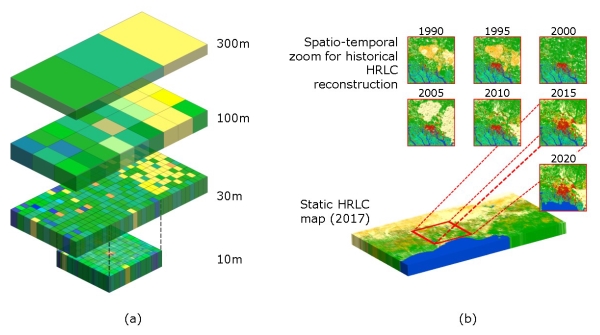 300m
100m
30m
10m
(a)
Spatio-temporal
zoom for historical
HRLC
reconstruction
1990 1995 2000
2005 2010 2015
2020
Static HRLC
map (2017)
(b)